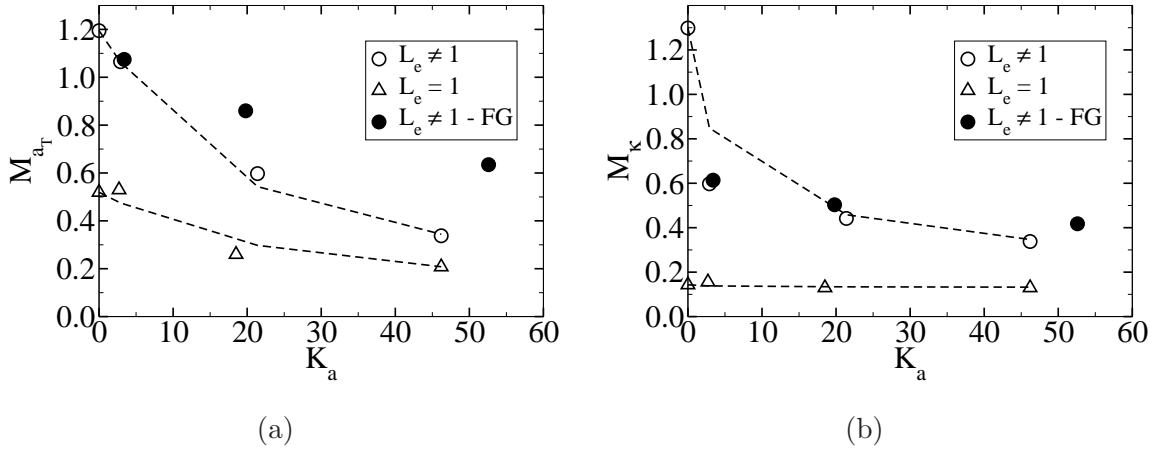 1.2
1.0
0.8
0.6
0.4
0.2
0.0
M_{a_T}
0 10 20 30 40 50 60
K_a
L_e ≠ 1
L_e = 1
L_e ≠ 1 - FG
(a)
1.2
1.0
0.8
0.6
0.4
0.2
0.0
M_κ
0 10 20 30 40 50 60
K_a
L_e ≠ 1
L_e = 1
L_e ≠ 1 - FG
(b)